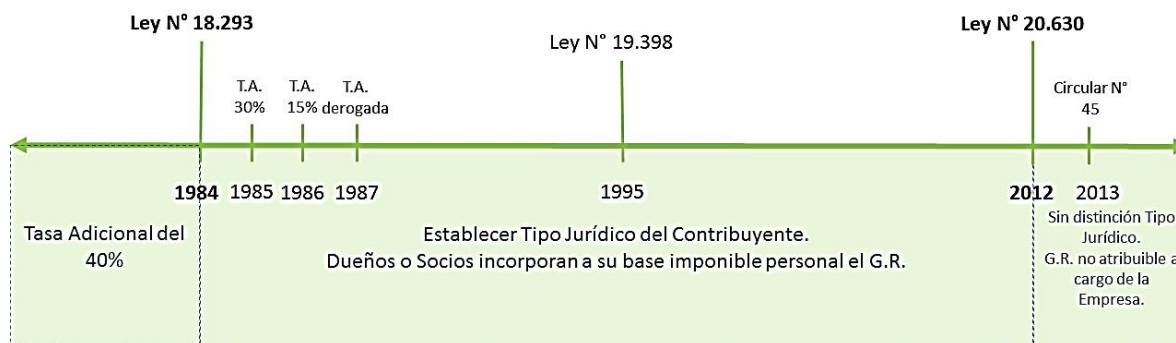 Ley N° 18.293
Ley N° 19.398
Ley N° 20.630
T.A.
30%
T.A.
15%
T.A.
derogada
Circular N°
45
1984
1985
1986
1987
1995
2012
2013
Tasa Adicional del
40%
Establecer Tipo Jurídico del Contribuyente.
Dueños o Socios incorporan a su base imponible personal el G.R.
Sin distinción Tipo
Jurídico.
G.R. no atribuible a
cargo de la
Empresa.